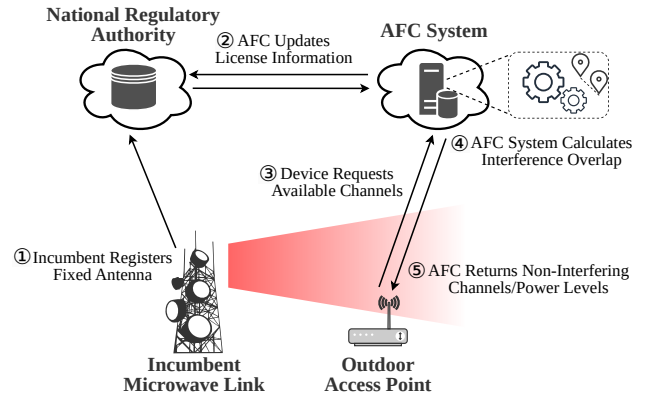 National Regulatory
Authority
② AFC Updates
License Information
AFC System
④ AFC System Calculates
Interference Overlap
③ Device Requests
Available Channels
① Incumbent Registers
Fixed Antenna
⑤ AFC Returns Non-Interfering
Channels/Power Levels
Incumbent
Microwave Link
Outdoor
Access Point